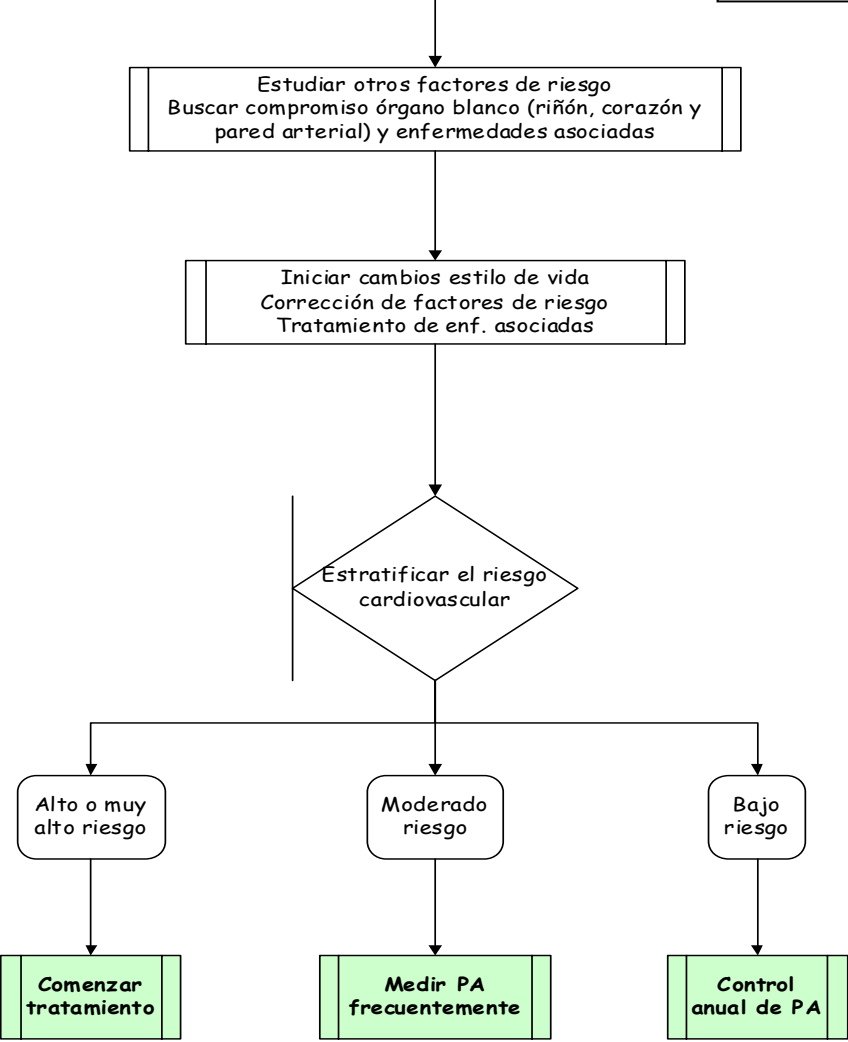 Estudiar otros factores de riesgo
Buscar compromiso órgano blanco (riñón, corazón y
pared arterial) y enfermedades asociadas
Iniciar cambios estilo de vida
Corrección de factores de riesgo
Tratamiento de enf. asociadas
Estratificar el riesgo
cardiovascular
Alto o muy
alto riesgo
Moderado
riesgo
Bajo
riesgo
Comenzar
tratamiento
Medir PA
frecuentemente
Control
anual de PA